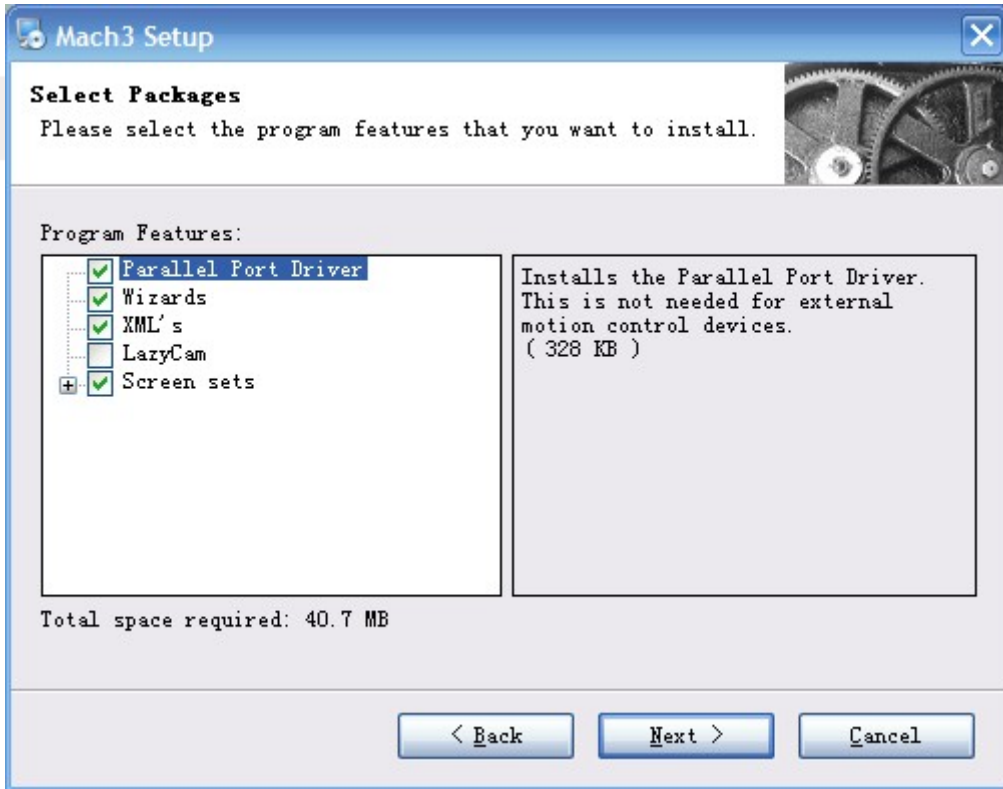 Mach3 Setup
Select Packages
Please select the program features that you want to install.
Program Features:
Parallel Port Driver
Wizards
XML's
LazyCam
Screen sets
Installs the Parallel Port Driver.
This is not needed for external
motion control devices.
( 328 KB )
Total space required: 40.7 MB
< Back
Next >
Cancel